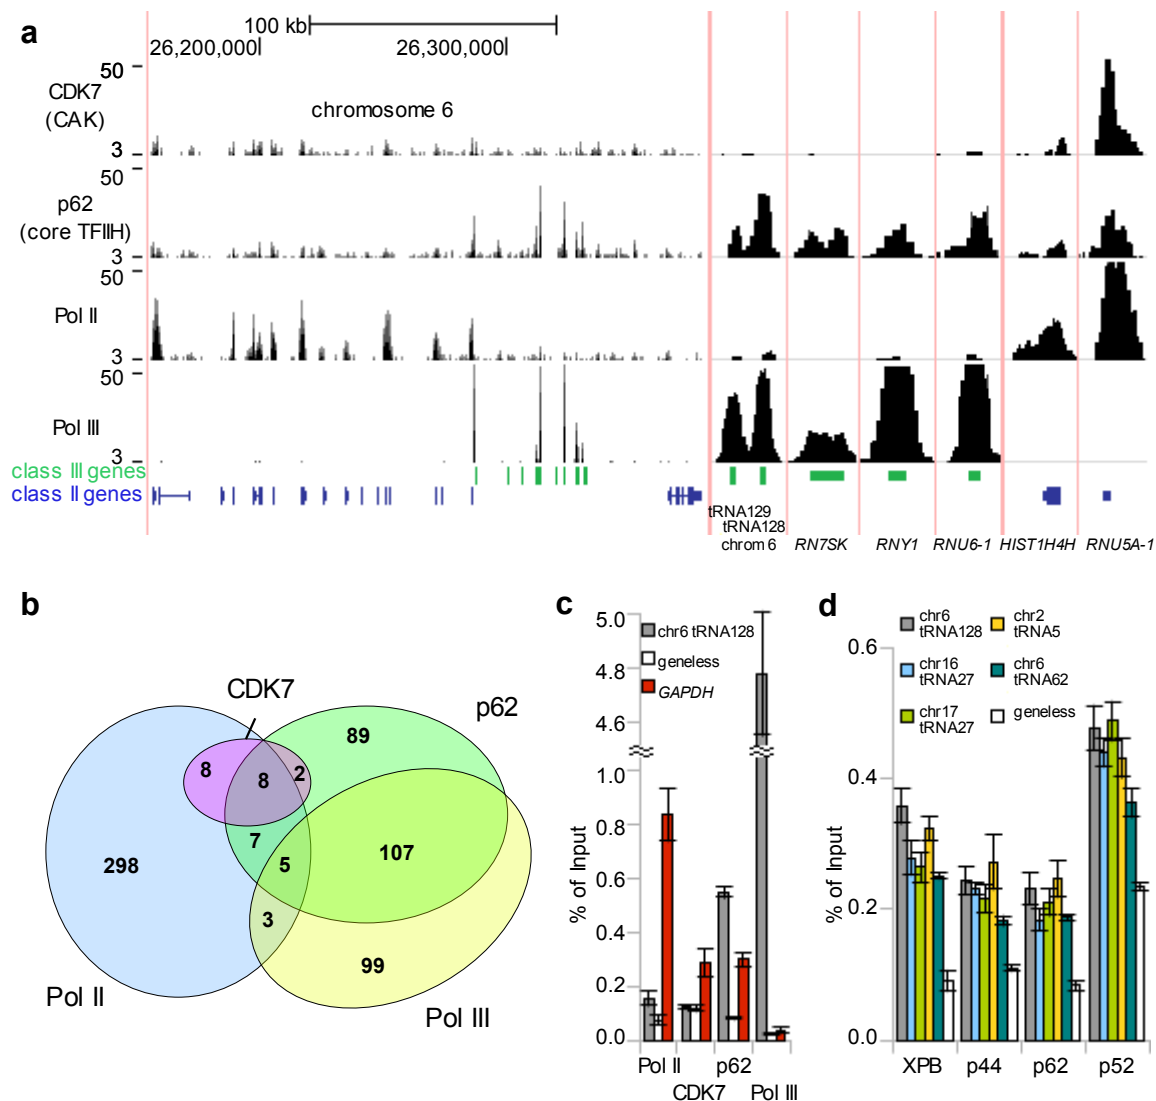 a
100 kb
26,200,000
26,300,000
chromosome 6
50
CDK7
(CAK)
3
50
p62
(core TFIIH)
3
50
Pol II
3
50
Pol III
3
class III genes
class II genes
tRNA129
tRNA128
chrom 6
RN7SK
RNY1
RNU6-1
HIST1H4H
RNU5A-1
b
CDK7
p62
89
8
8
2
7
5
107
298
3
99
Pol II
Pol III
c
5.0
4.8
4.6
1.0
0.8
0.6
0.4
0.2
0.0
% of Input
chr6 tRNA128
geneless
GAPDH
Pol II
CDK7
p62
Pol III
d
chr6
tRNA128
chr2
tRNA5
chr16
tRNA27
chr6
tRNA62
chr17
tRNA27
geneless
0.6
0.4
0.2
0.0
% of Input
XPB
p44
p62
p52